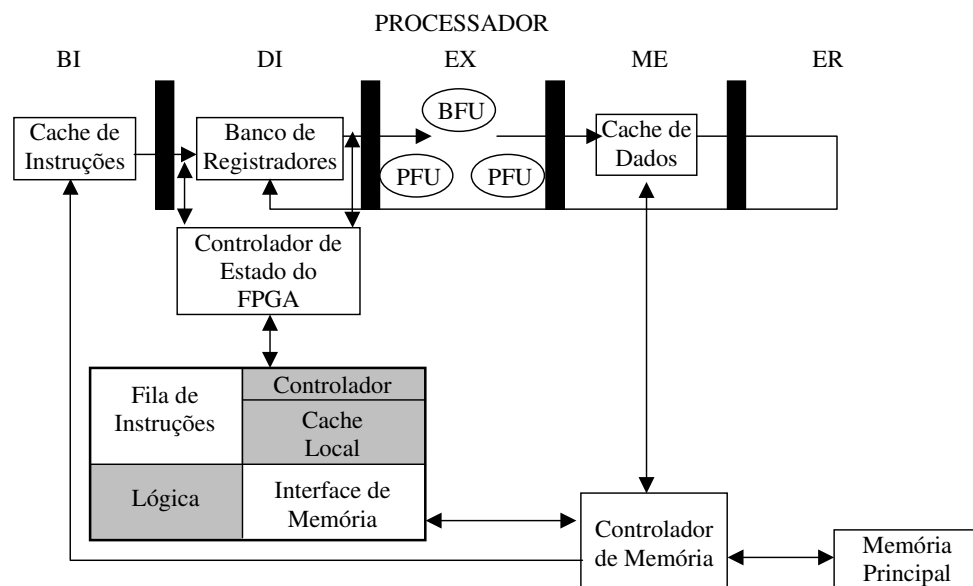 PROCESSADOR
BI DI EX ME ER
Cache de
Instruções
Banco de
Registradores
BFU
PFU PFU
Cache de
Dados
Controlador de
Estado do
FPGA
Fila de
Instruções
Controlador
Cache
Local
Lógica
Interface de
Memória
Controlador
de Memória
Memória
Principal